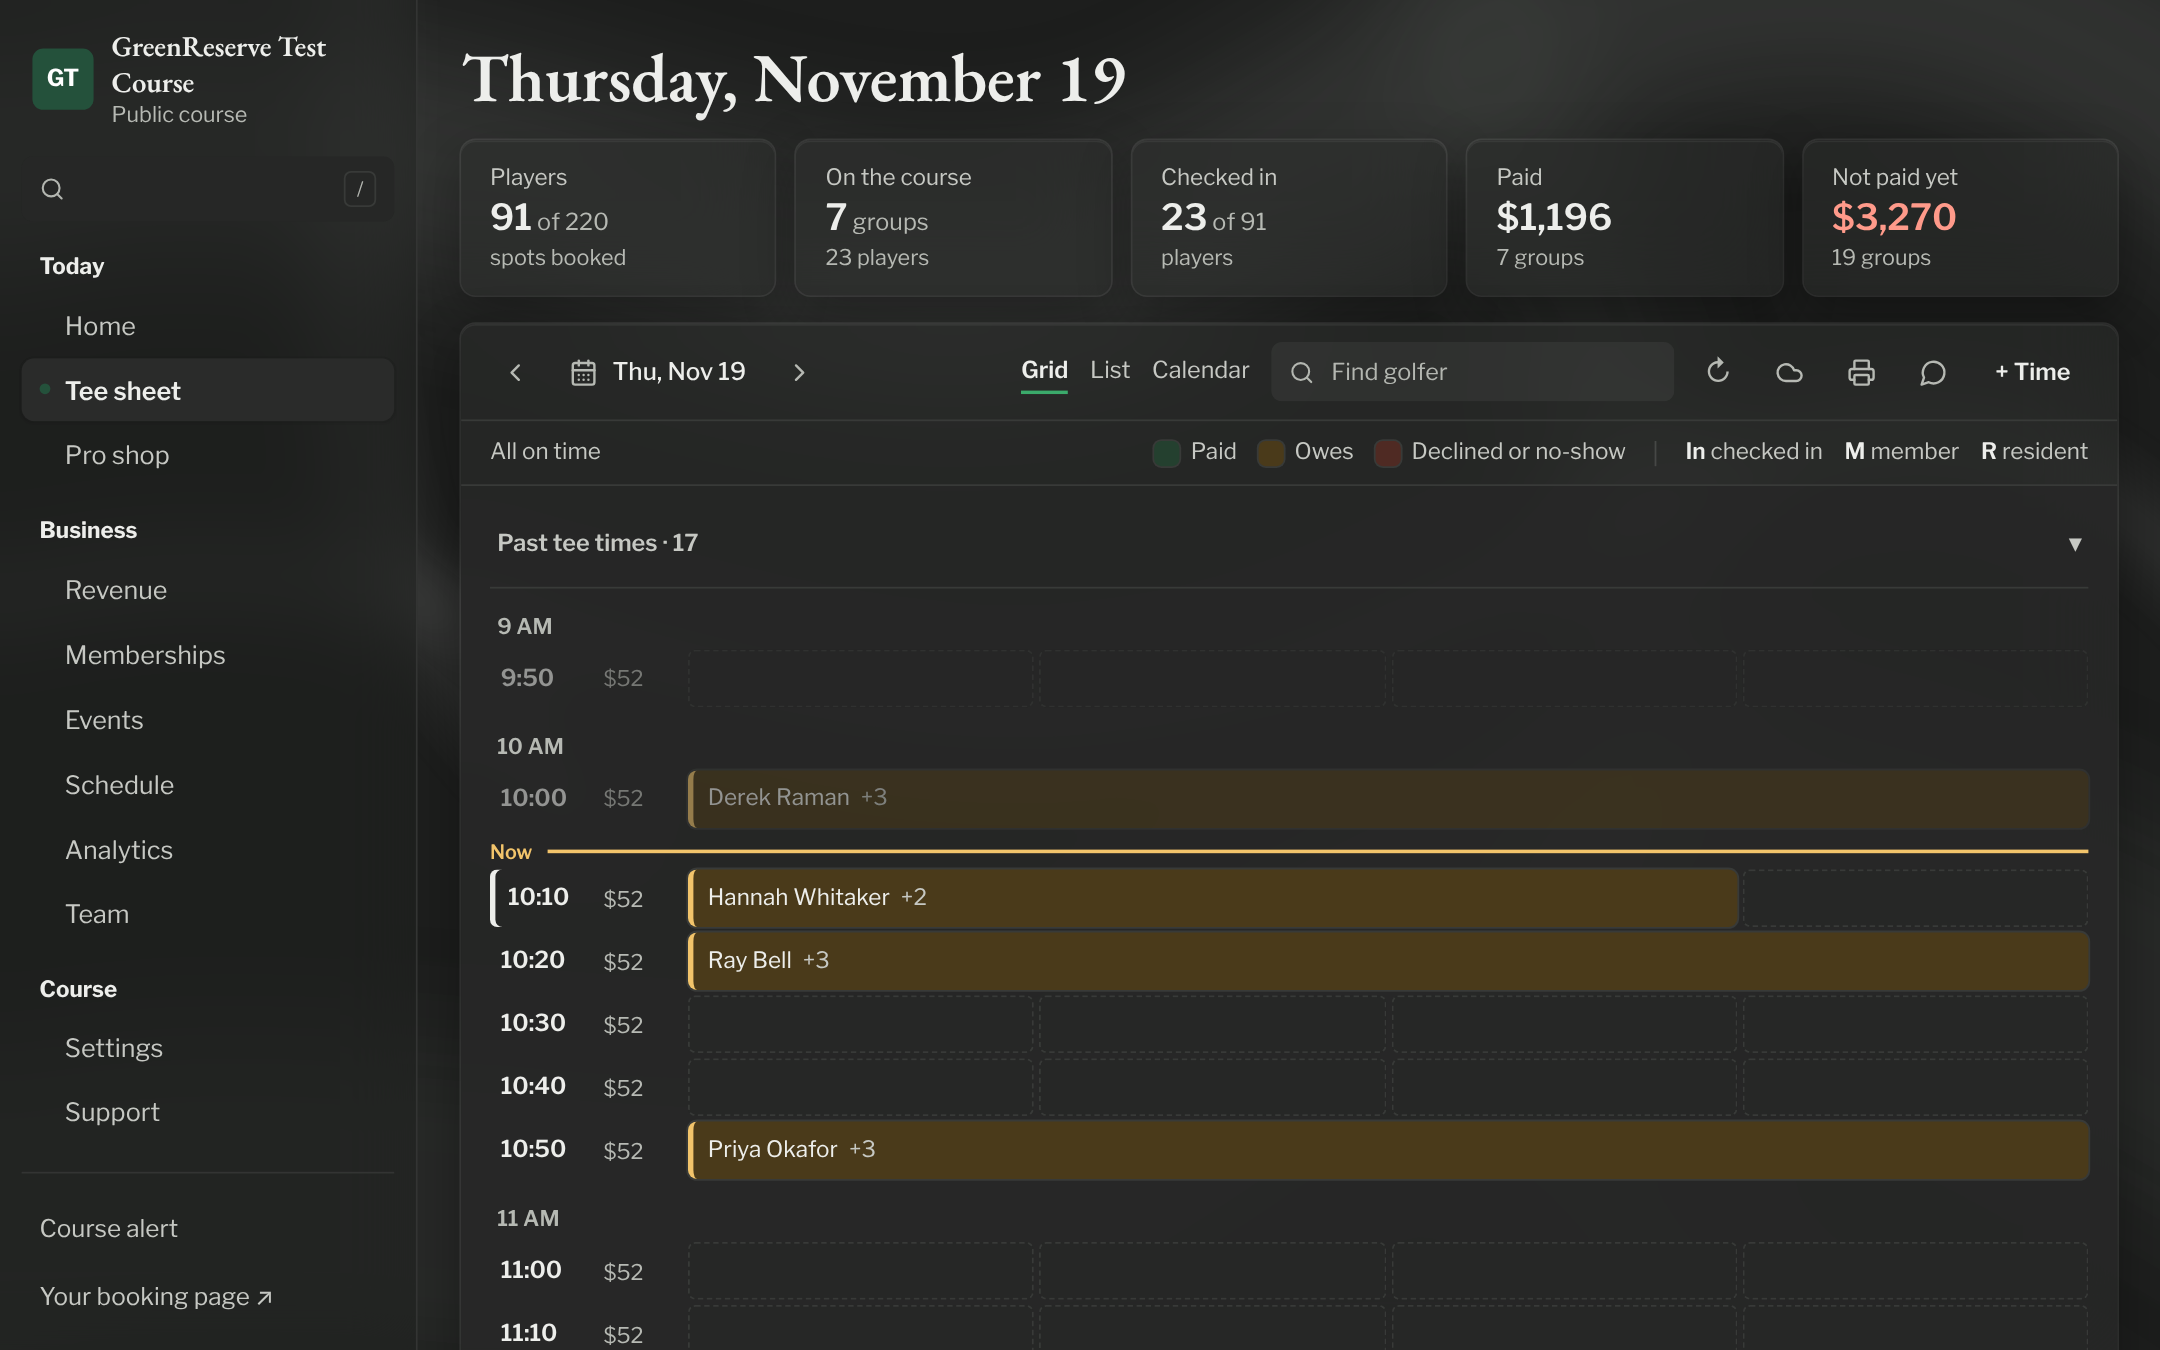 GreenReserve Test
Course
Public course
GT
/
Today
Home
Tee sheet
Pro shop
Business
Revenue
Memberships
Events
Schedule
Analytics
Team
Course
Settings
Support
Course alert
Your booking page ↗
Thursday, November 19
Players
91 of 220
spots booked
On the course
7 groups
23 players
Checked in
23 of 91
players
Paid
$1,196
7 groups
Not paid yet
$3,270
19 groups
Thu, Nov 19
Grid List Calendar
Find golfer
+ Time
All on time
Paid Owes Declined or no-show In checked in M member R resident
Past tee times · 17
9 AM
9:50 $52
10 AM
10:00 $52 Derek Raman +3
Now
10:10 $52 Hannah Whitaker +2
10:20 $52 Ray Bell +3
10:30 $52
10:40 $52
10:50 $52 Priya Okafor +3
11 AM
11:00 $52
11:10 $52